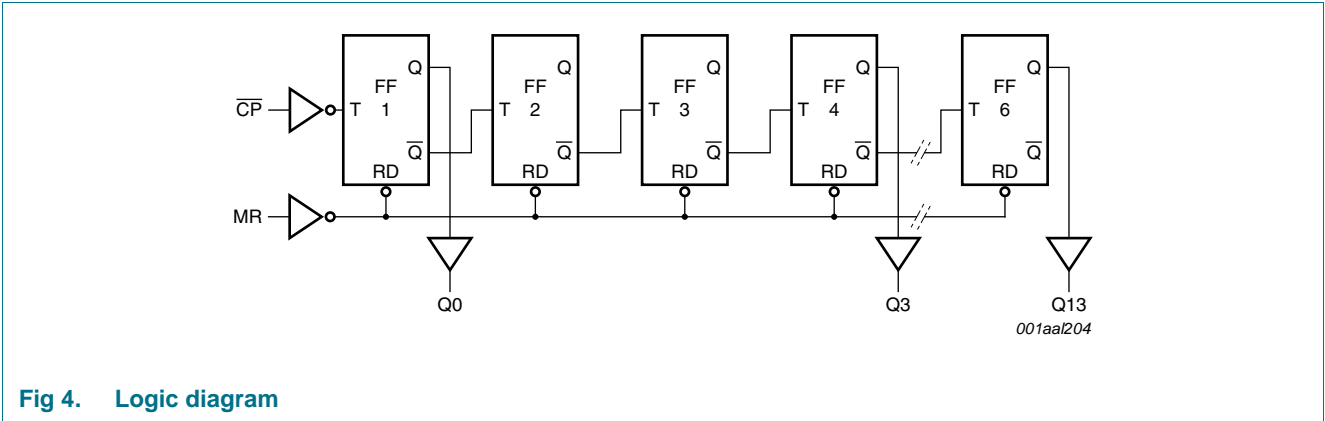 Q Q Q Q Q
FF FF FF FF FF
C̅P̅ T 1 T 2 T 3 T 4 T 6
Q̅ Q̅ Q̅ Q̅ Q̅
RD RD RD RD RD
MR
Q0 Q3 Q13
001aal204
Fig 4. Logic diagram